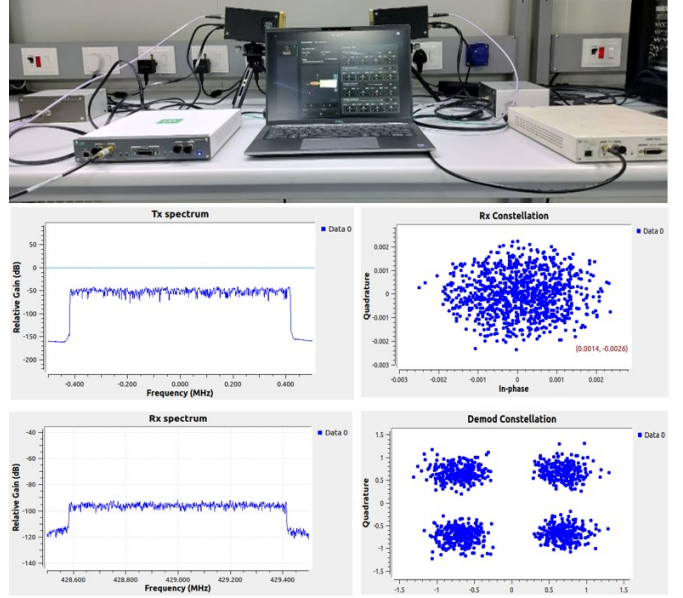 Tx spectrum
Data 0
Relative Gain (dB)
50
0
-50
-100
-150
-200
-0.400 -0.200 0.000 0.200 0.400
Frequency (MHz)
Rx Constellation
Data 0
Quadrature
0.002
0.001
0
-0.001
-0.002
-0.003
(0.0014, -0.0026)
-0.003 -0.002 -0.001 0 0.001 0.002
In-phase
Rx spectrum
Data 0
Relative Gain (dB)
-40
-60
-80
-100
-120
-140
428.600 428.800 429.000 429.200 429.400
Frequency (MHz)
Demod Constellation
Data 0
Quadrature
1.5
1
0.5
0
-0.5
-1
-1.5
-1.5 -1 -0.5 0 0.5 1 1.5